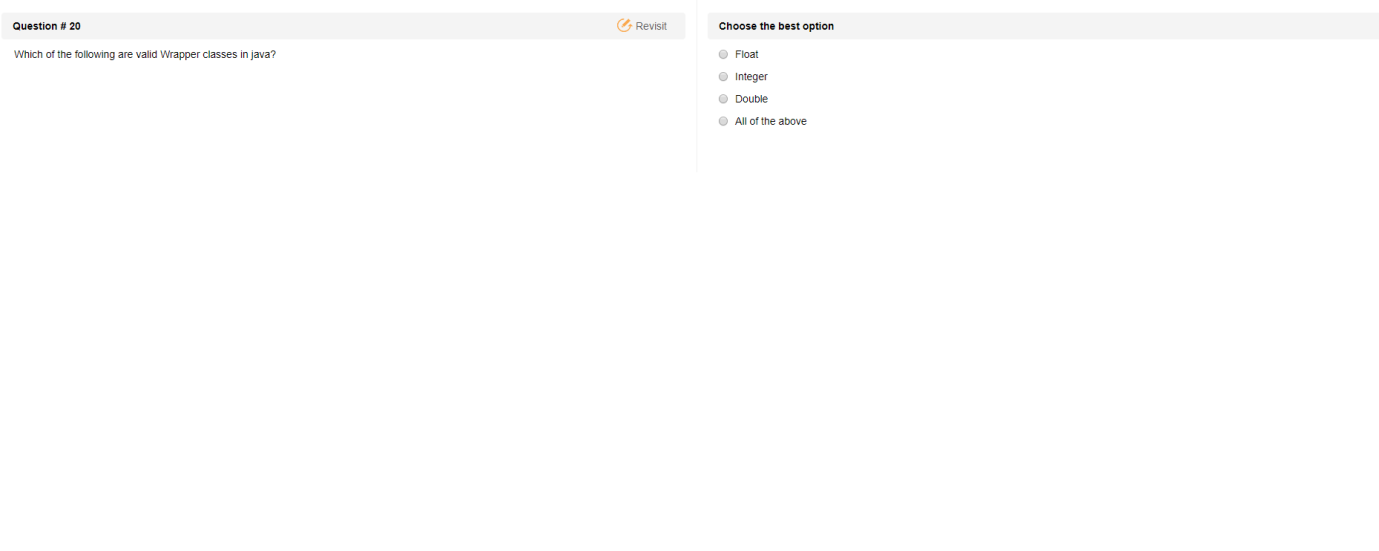 Question # 20
Revisit
Which of the following are valid Wrapper classes in java?
Choose the best option
Float
Integer
Double
All of the above